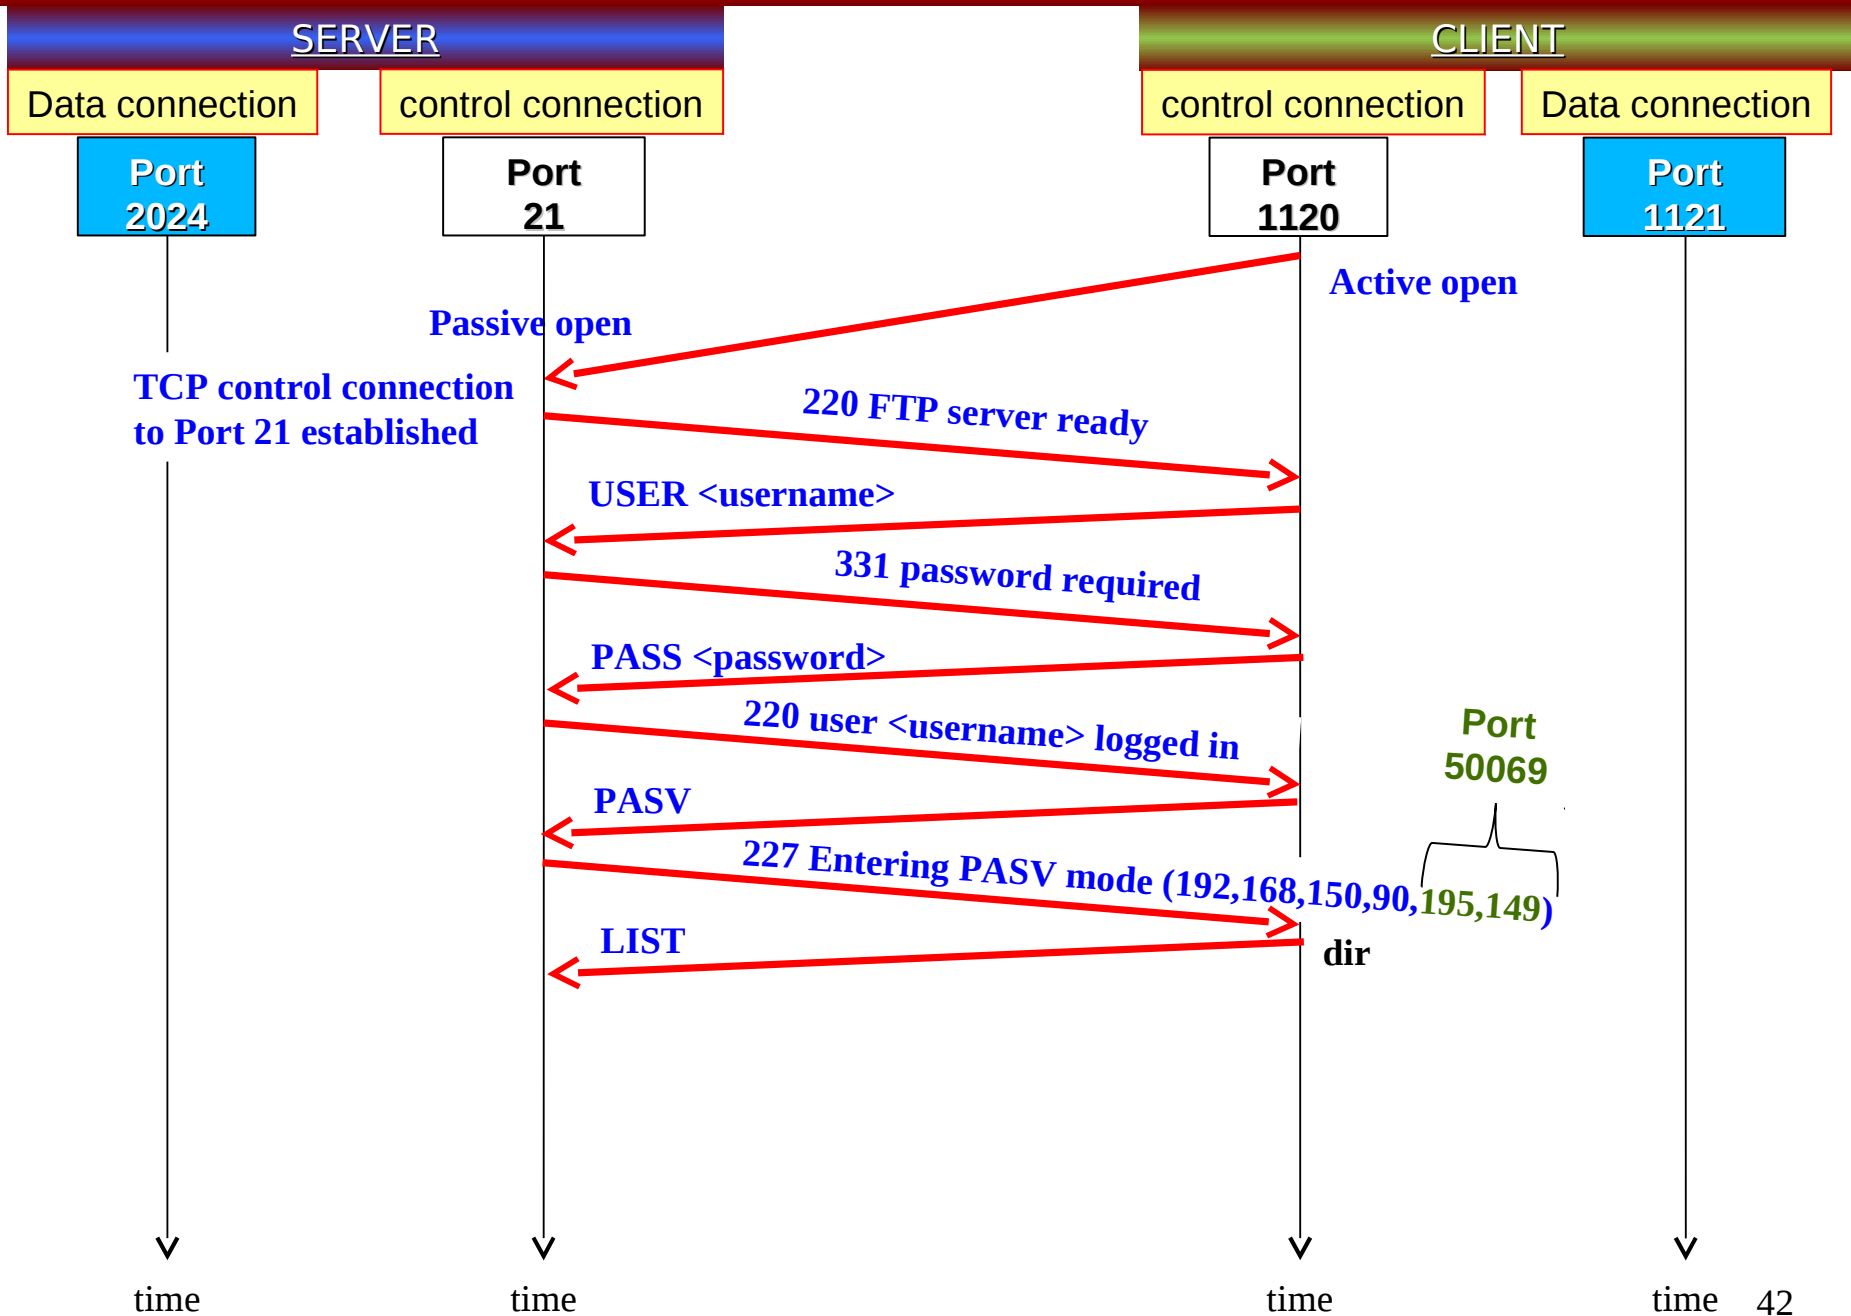 SERVER
CLIENT
Data connection
control connection
control connection
Data connection
Port
2024
Port
21
Port
1120
Port
1121
Active open
Passive open
TCP control connection
to Port 21 established
220 FTP server ready
USER <username>
331 password required
PASS <password>
220 user <username> logged in
Port
50069
PASV
227 Entering PASV mode (192,168,150,90,195,149)
LIST
dir
time
time
time
time
42